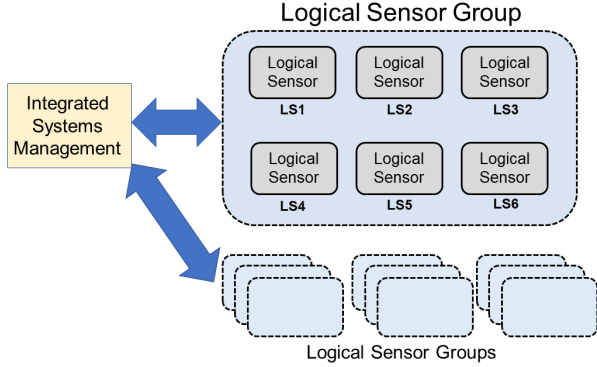 Logical Sensor Group
Logical
Sensor
LS1
Logical
Sensor
LS2
Logical
Sensor
LS3
Integrated
Systems
Management
Logical
Sensor
LS4
Logical
Sensor
LS5
Logical
Sensor
LS6
Logical Sensor Groups